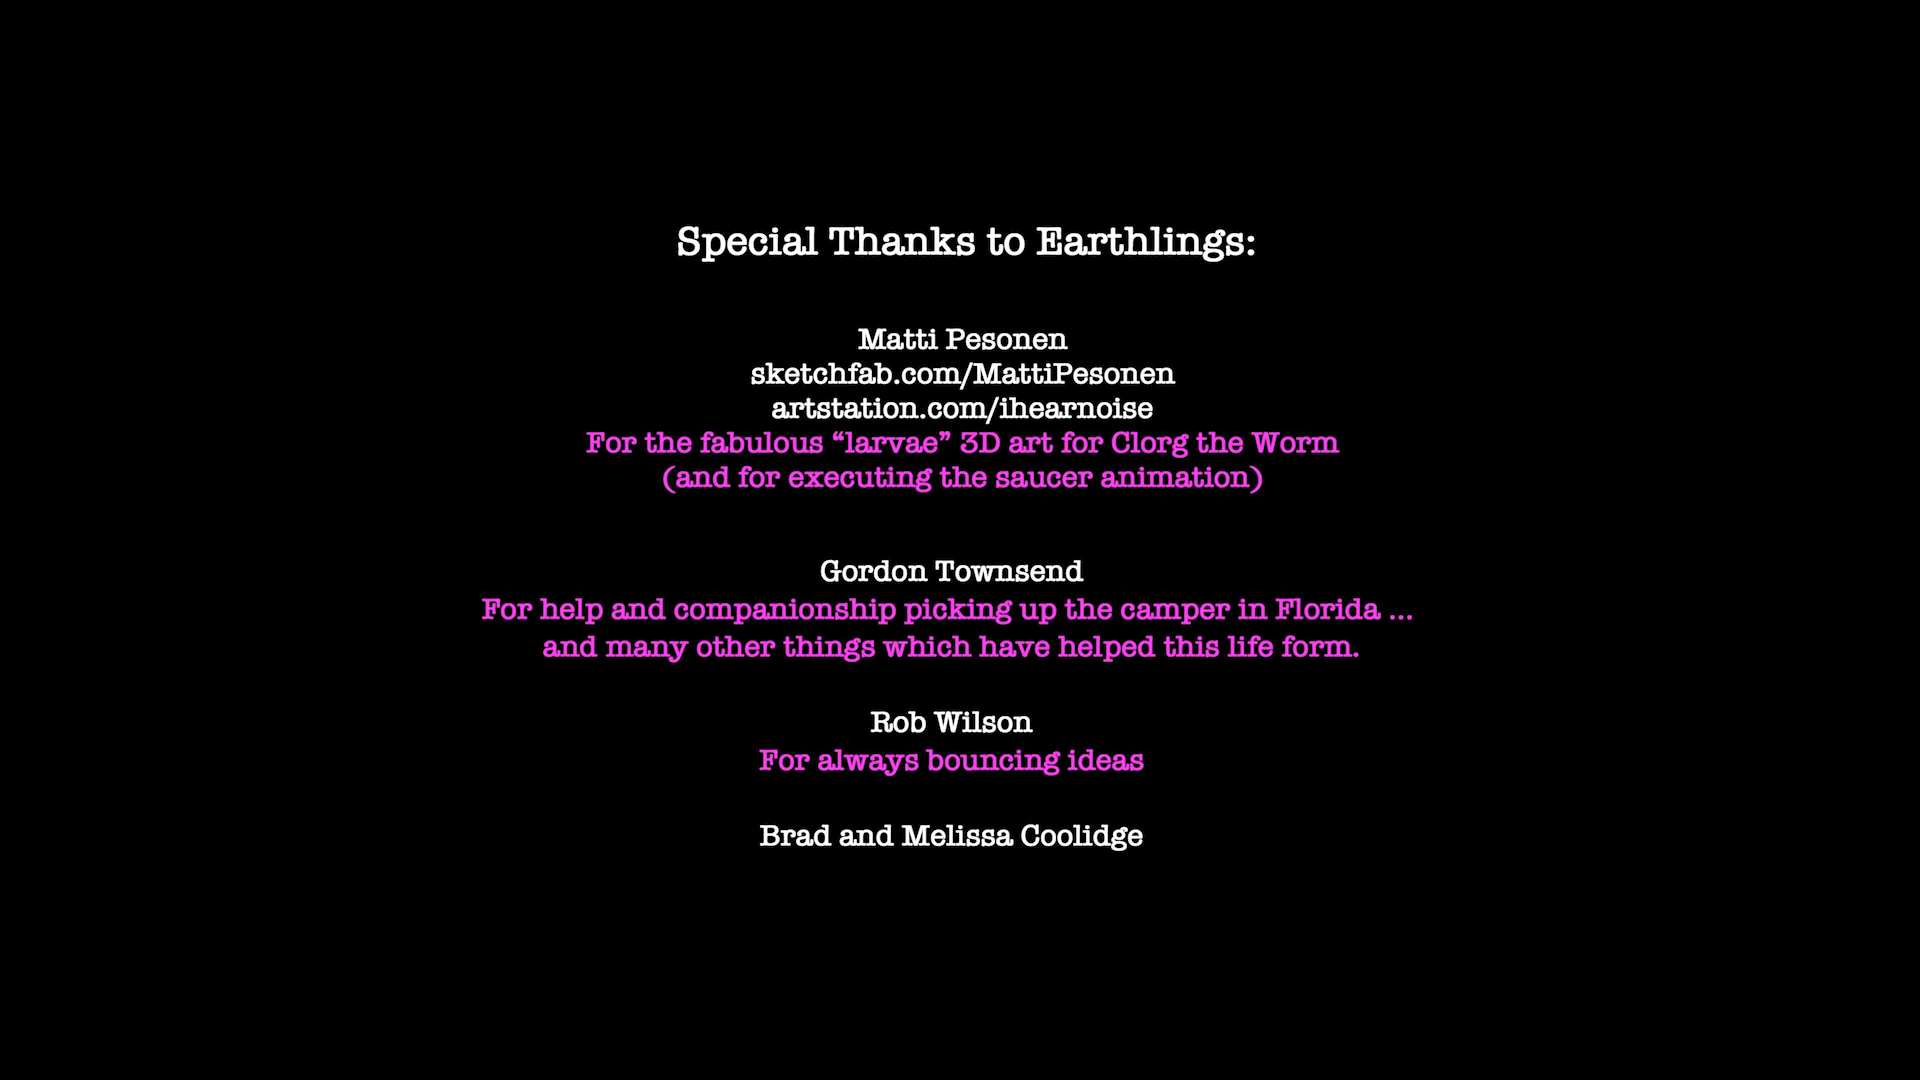 Special Thanks to Earthlings:
Matti Pesonen
sketchfab.com/MattiPesonen
artstation.com/ihearnoise
For the fabulous “larvae” 3D art for Clorg the Worm
(and for executing the saucer animation)
Gordon Townsend
For help and companionship picking up the camper in Florida ...
and many other things which have helped this life form.
Rob Wilson
For always bouncing ideas
Brad and Melissa Coolidge